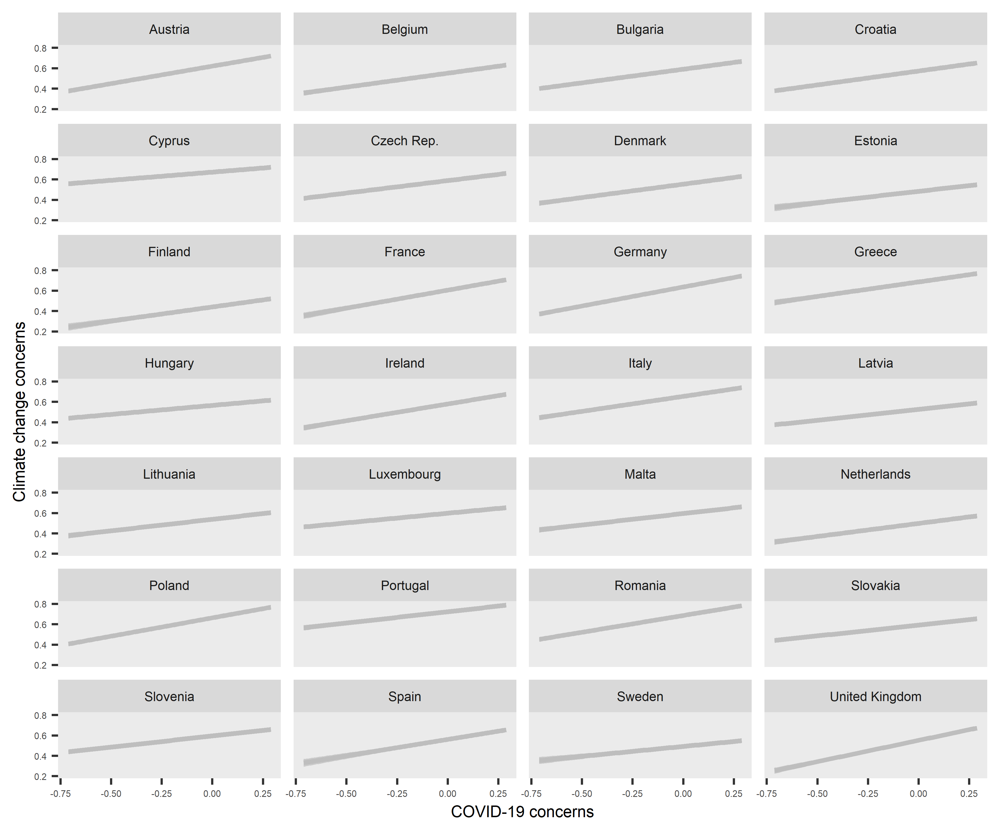 Austria Belgium Bulgaria Croatia
0.8
0.6
0.4
0.2
Cyprus Czech Rep. Denmark Estonia
0.8
0.6
0.4
0.2
Finland France Germany Greece
0.8
0.6
0.4
0.2
Hungary Ireland Italy Latvia
0.8
0.6
0.4
0.2
Climate change concerns
Lithuania Luxembourg Malta Netherlands
0.8
0.6
0.4
0.2
Poland Portugal Romania Slovakia
0.8
0.6
0.4
0.2
Slovenia Spain Sweden United Kingdom
0.8
0.6
0.4
0.2
-0.75 -0.50 -0.25 0.00 0.25 -0.75 -0.50 -0.25 0.00 0.25 -0.75 -0.50 -0.25 0.00 0.25 -0.75 -0.50 -0.25 0.00 0.25
COVID-19 concerns